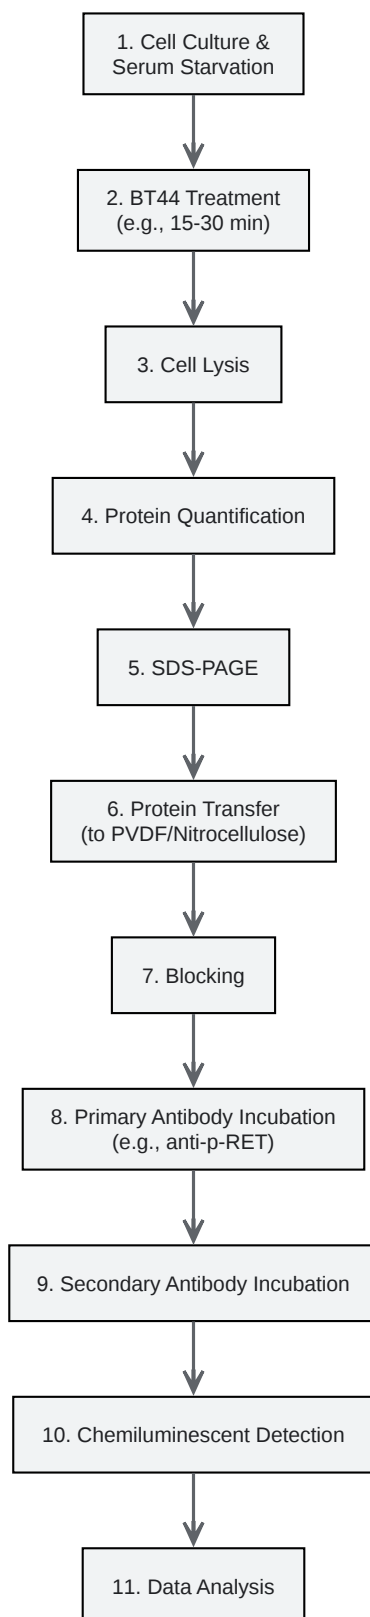 1. Cell Culture &
Serum Starvation
2. BT44 Treatment
(e.g., 15-30 min)
3. Cell Lysis
4. Protein Quantification
5. SDS-PAGE
6. Protein Transfer
(to PVDF/Nitrocellulose)
7. Blocking
8. Primary Antibody Incubation
(e.g., anti-p-RET)
9. Secondary Antibody Incubation
10. Chemiluminescent Detection
11. Data Analysis